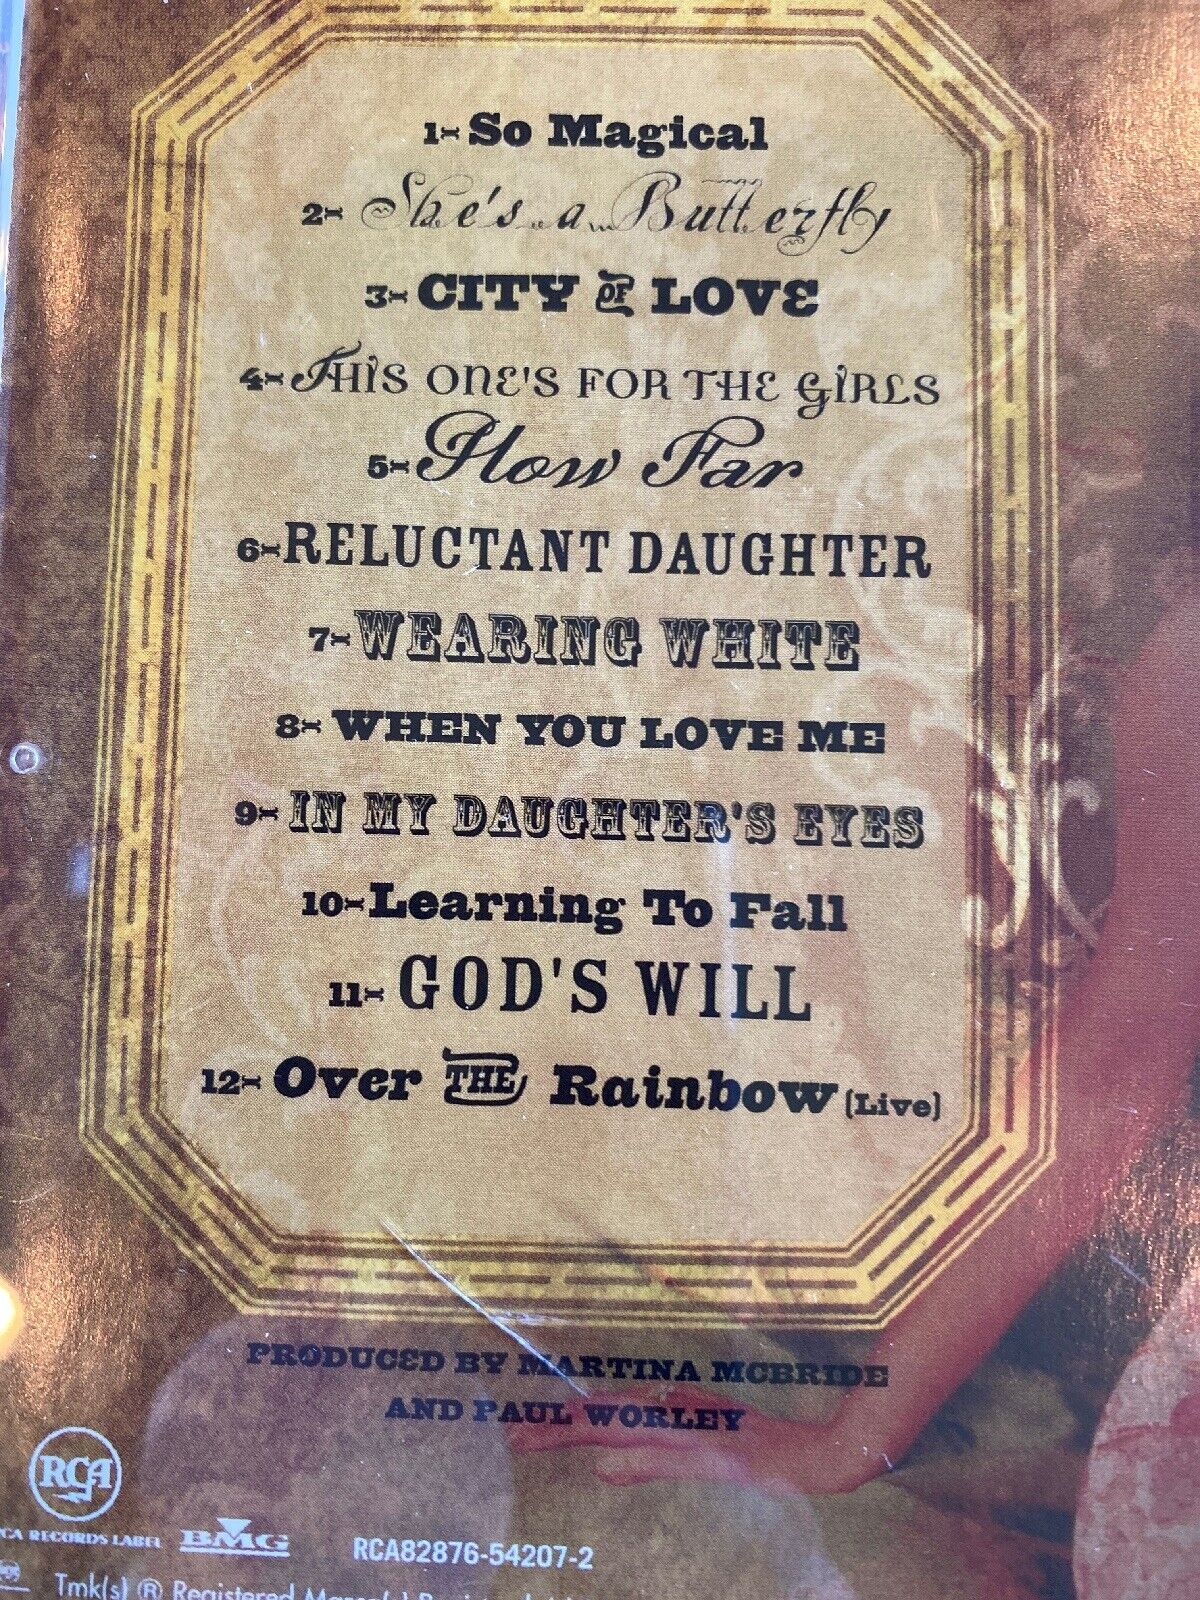 1 So Magical
2 She's a Butterfly
3 CITY OF LOVE
4 THIS ONE'S FOR THE GIRLS
5 How Far
6 RELUCTANT DAUGHTER
7 WEARING WHITE
8 WHEN YOU LOVE ME
9 IN MY DAUGHTER'S EYES
10 Learning To Fall
11 GOD'S WILL
12 Over THE Rainbow (Live)
PRODUCED BY MARTINA MCBRIDE
AND PAUL WORLEY
RCA
CA RECORDS LABEL BMG RCA82876-54207-2
Tmk(s) ® Registered